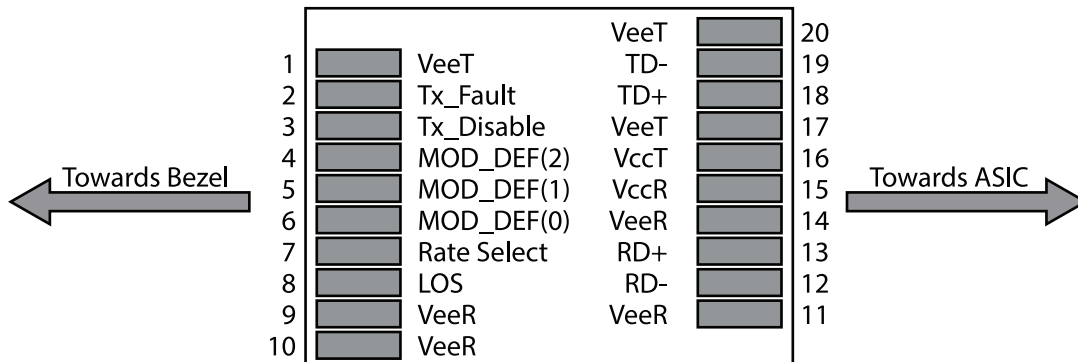 VeeT 20
1 VeeT TD- 19
2 Tx_Fault TD+ 18
3 Tx_Disable VeeT 17
4 MOD_DEF(2) VccT 16
Towards Bezel 5 MOD_DEF(1) VccR 15 Towards ASIC
6 MOD_DEF(0) VeeR 14
7 Rate Select RD+ 13
8 LOS RD- 12
9 VeeR VeeR 11
10 VeeR